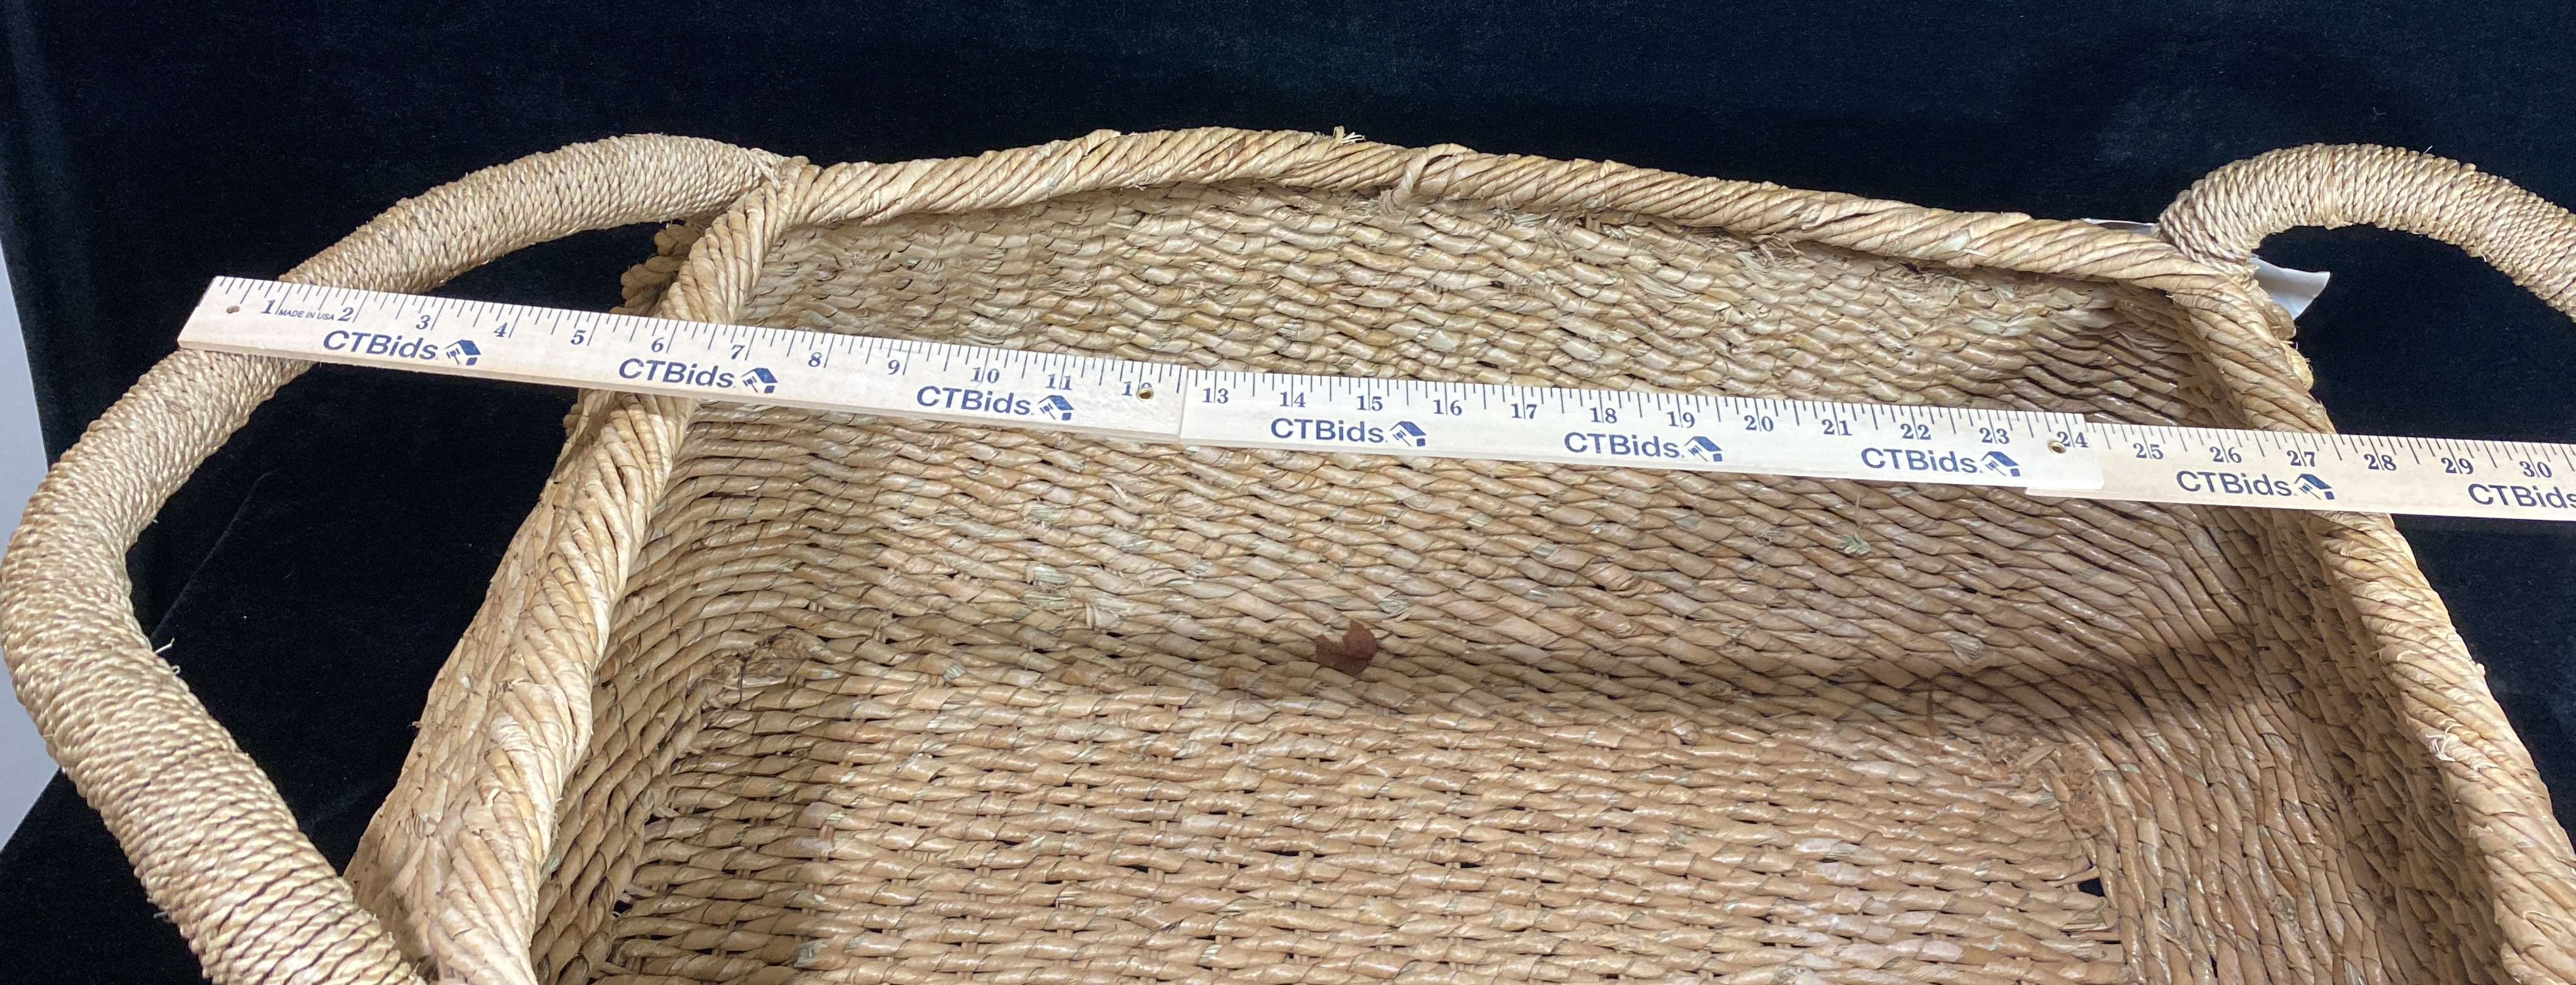 1 MADE IN USA 2 3 4 5 6 7 8 9 10 11 12 13 14 15 16 17 18 19 20 21 22 23 24 25 26 27 28 29 30
CTBids. CTBids. CTBids. CTBids. CTBids. CTBids. CTBids. CTBids